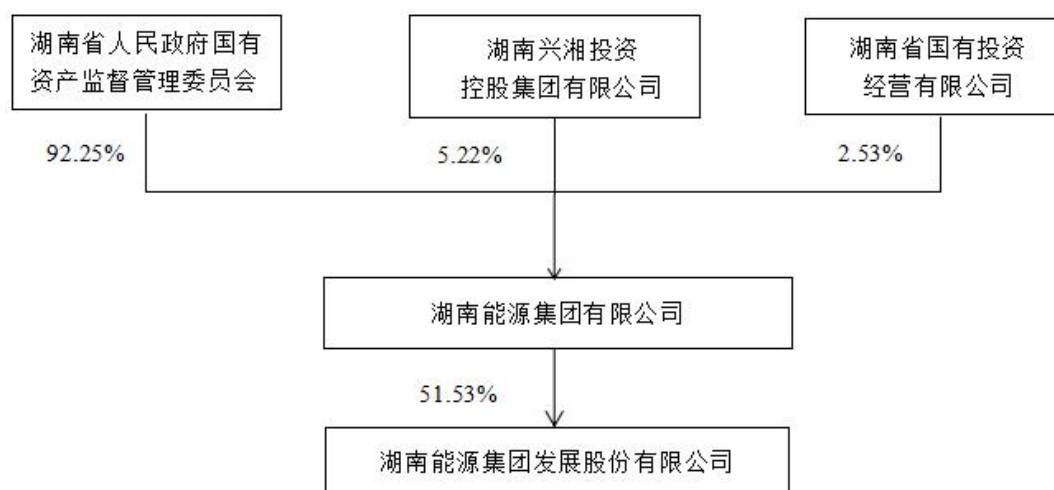 湖南省人民政府国有
资产监督管理委员会
湖南兴湘投资
控股集团有限公司
湖南省国有投资
经营有限公司
92.25%
5.22%
2.53%
湖南能源集团有限公司
51.53%
湖南能源集团发展股份有限公司